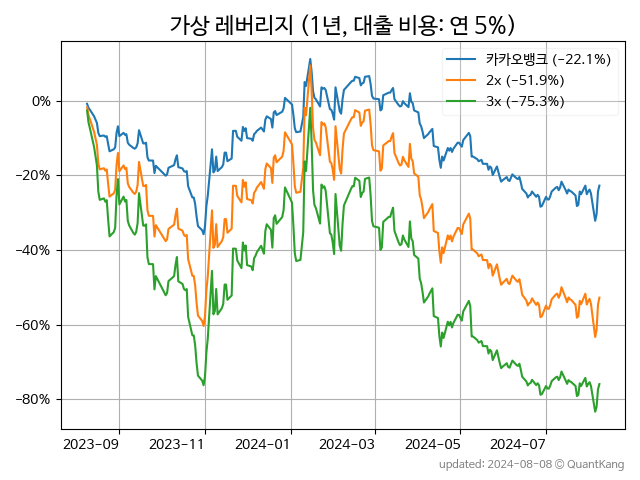 가상 레버리지 (1년, 대출 비용: 연 5%)
카카오뱅크 (−22.1%)
2x (−51.9%)
3x (−75.3%)
0%
−20%
−40%
−60%
−80%
2023-09 2023-11 2024-01 2024-03 2024-05 2024-07
updated: 2024-08-08 © QuantKang